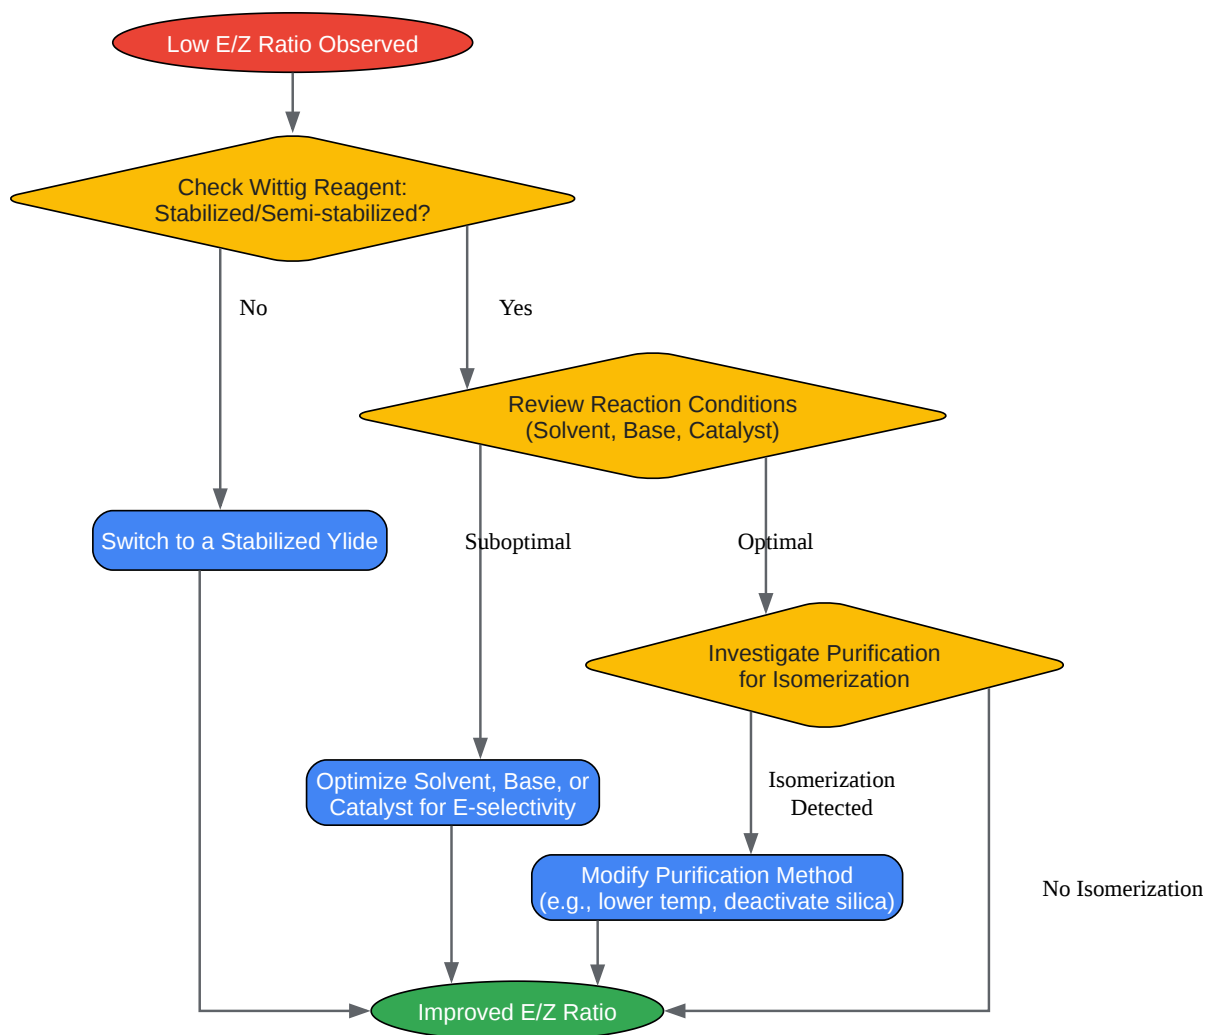 Low E/Z Ratio Observed
Check Wittig Reagent:
Stabilized/Semi-stabilized?
No
Yes
Review Reaction Conditions
(Solvent, Base, Catalyst)
Switch to a Stabilized Ylide
Suboptimal
Optimal
Investigate Purification
for Isomerization
Optimize Solvent, Base, or
Catalyst for E-selectivity
Isomerization
Detected
Modify Purification Method
(e.g., lower temp, deactivate silica)
No Isomerization
Improved E/Z Ratio